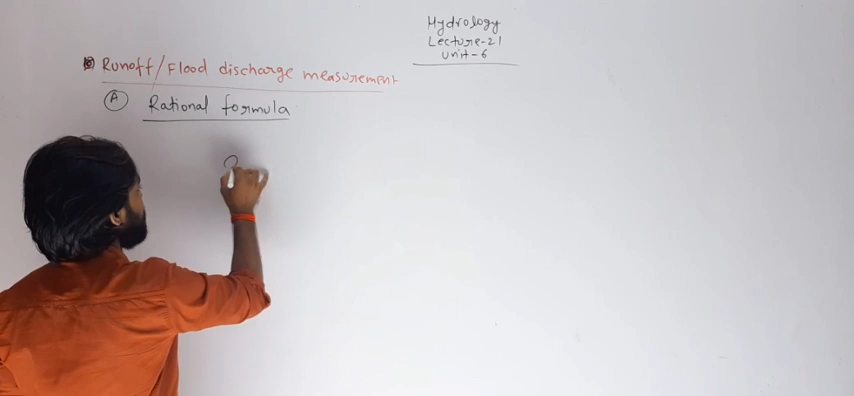 Hydrology
Lecture-21
Unit-6
Runoff/Flood discharge measurement
A Rational formula